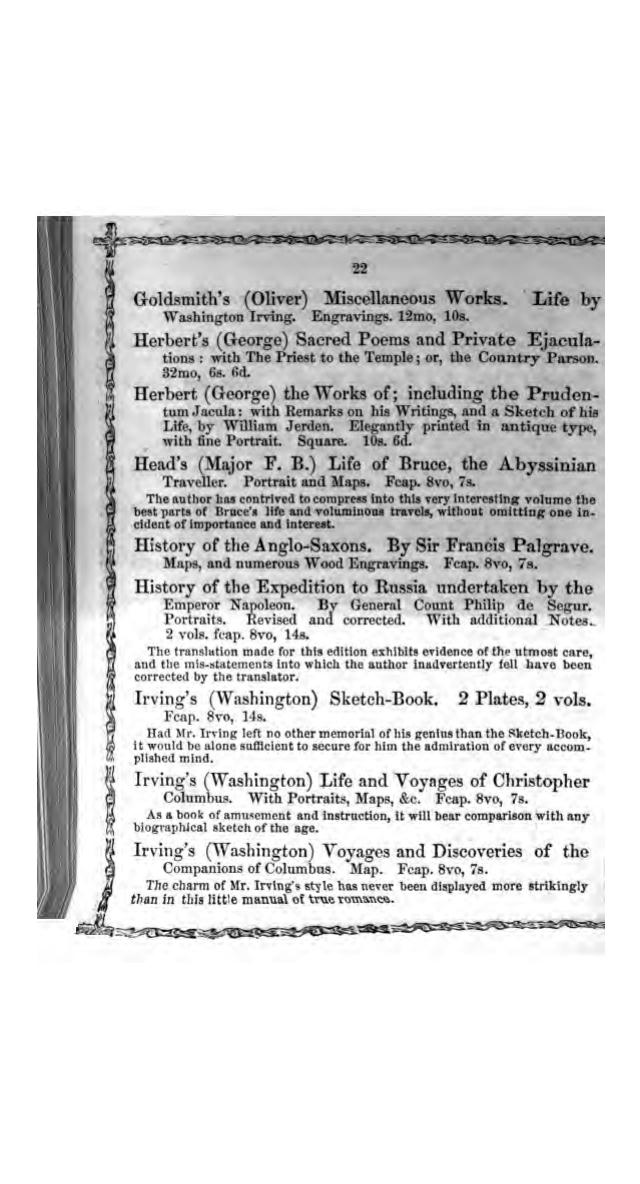 22
Goldsmith's (Oliver) Miscellaneous Works. Life by
Washington Irving. Engravings. 12mo, 10s.
Herbert's (George) Sacred Poems and Private Ejacula-
tions : with The Priest to the Temple; or, the Country Parson.
32mo, 6s. 6d.
Herbert (George) the Works of; including the Pruden-
tum Jacula: with Remarks on his Writings, and a Sketch of his
Life, by William Jerden. Elegantly printed in antique type,
with fine Portrait. Square. 10s. 6d.
Head's (Major F. B.) Life of Bruce, the Abyssinian
Traveller. Portrait and Maps. Fcap. 8vo, 7s.
The author has contrived to compress into this very interesting volume the
best parts of Bruce's life and voluminous travels, without omitting one in-
cident of importance and interest.
History of the Anglo-Saxons. By Sir Francis Palgrave.
Maps, and numerous Wood Engravings. Fcap. 8vo, 7s.
History of the Expedition to Russia undertaken by the
Emperor Napoleon. By General Count Philip de Segur.
Portraits. Revised and corrected. With additional Notes.
2 vols. fcap. 8vo, 14s.
The translation made for this edition exhibits evidence of the utmost care,
and the mis-statements into which the author inadvertently fell have been
corrected by the translator.
Irving's (Washington) Sketch-Book. 2 Plates, 2 vols.
Fcap. 8vo, 14s.
Had Mr. Irving left no other memorial of his genius than the Sketch-Book,
it would be alone sufficient to secure for him the admiration of every accom-
plished mind.
Irving's (Washington) Life and Voyages of Christopher
Columbus. With Portraits, Maps, &c. Fcap. 8vo, 7s.
As a book of amusement and instruction, it will bear comparison with any
biographical sketch of the age.
Irving's (Washington) Voyages and Discoveries of the
Companions of Columbus. Map. Fcap. 8vo, 7s.
The charm of Mr. Irving's style has never been displayed more strikingly
than in this little manual of true romance.